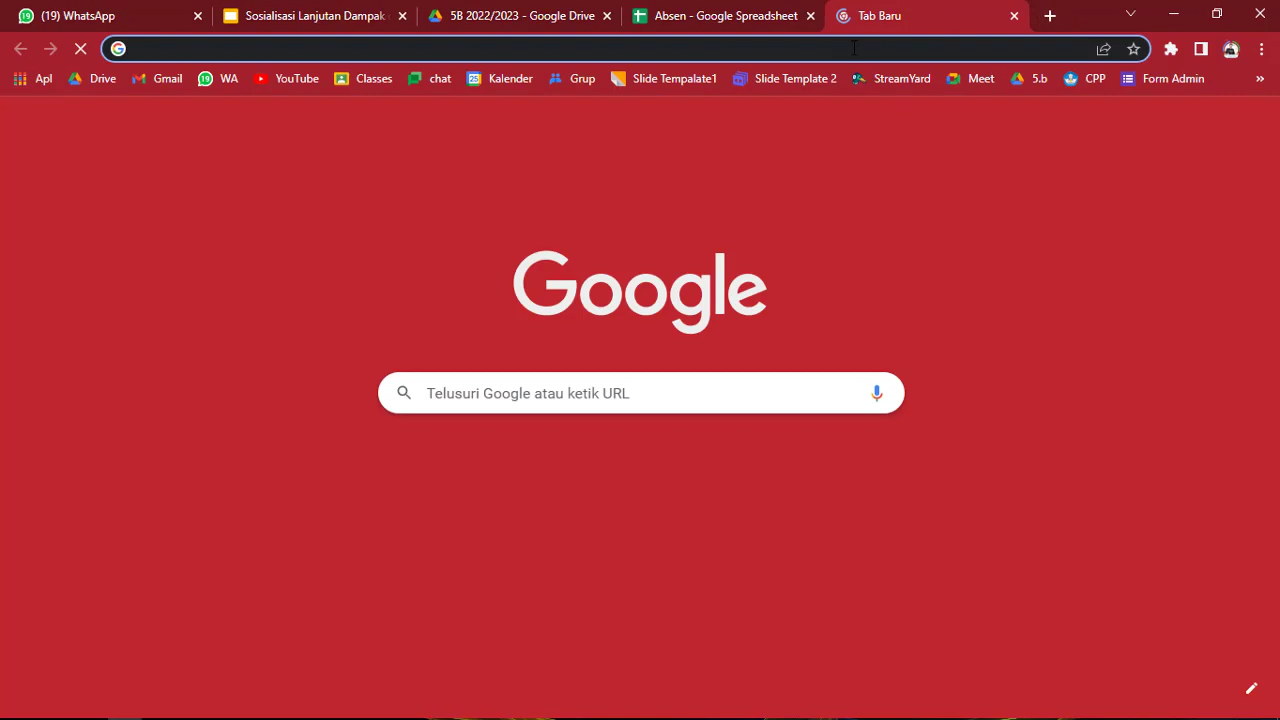 (19) WhatsApp
Sosialisasi Lanjutan Dampak
5B 2022/2023 - Google Drive
Absen - Google Spreadsheet
Tab Baru
Apl
Drive
Gmail
19
WA
YouTube
Classes
chat
Kalender
Grup
Slide Tempalate1
Slide Template 2
StreamYard
Meet
5.b
CPP
Form Admin
Google
Telusuri Google atau ketik URL